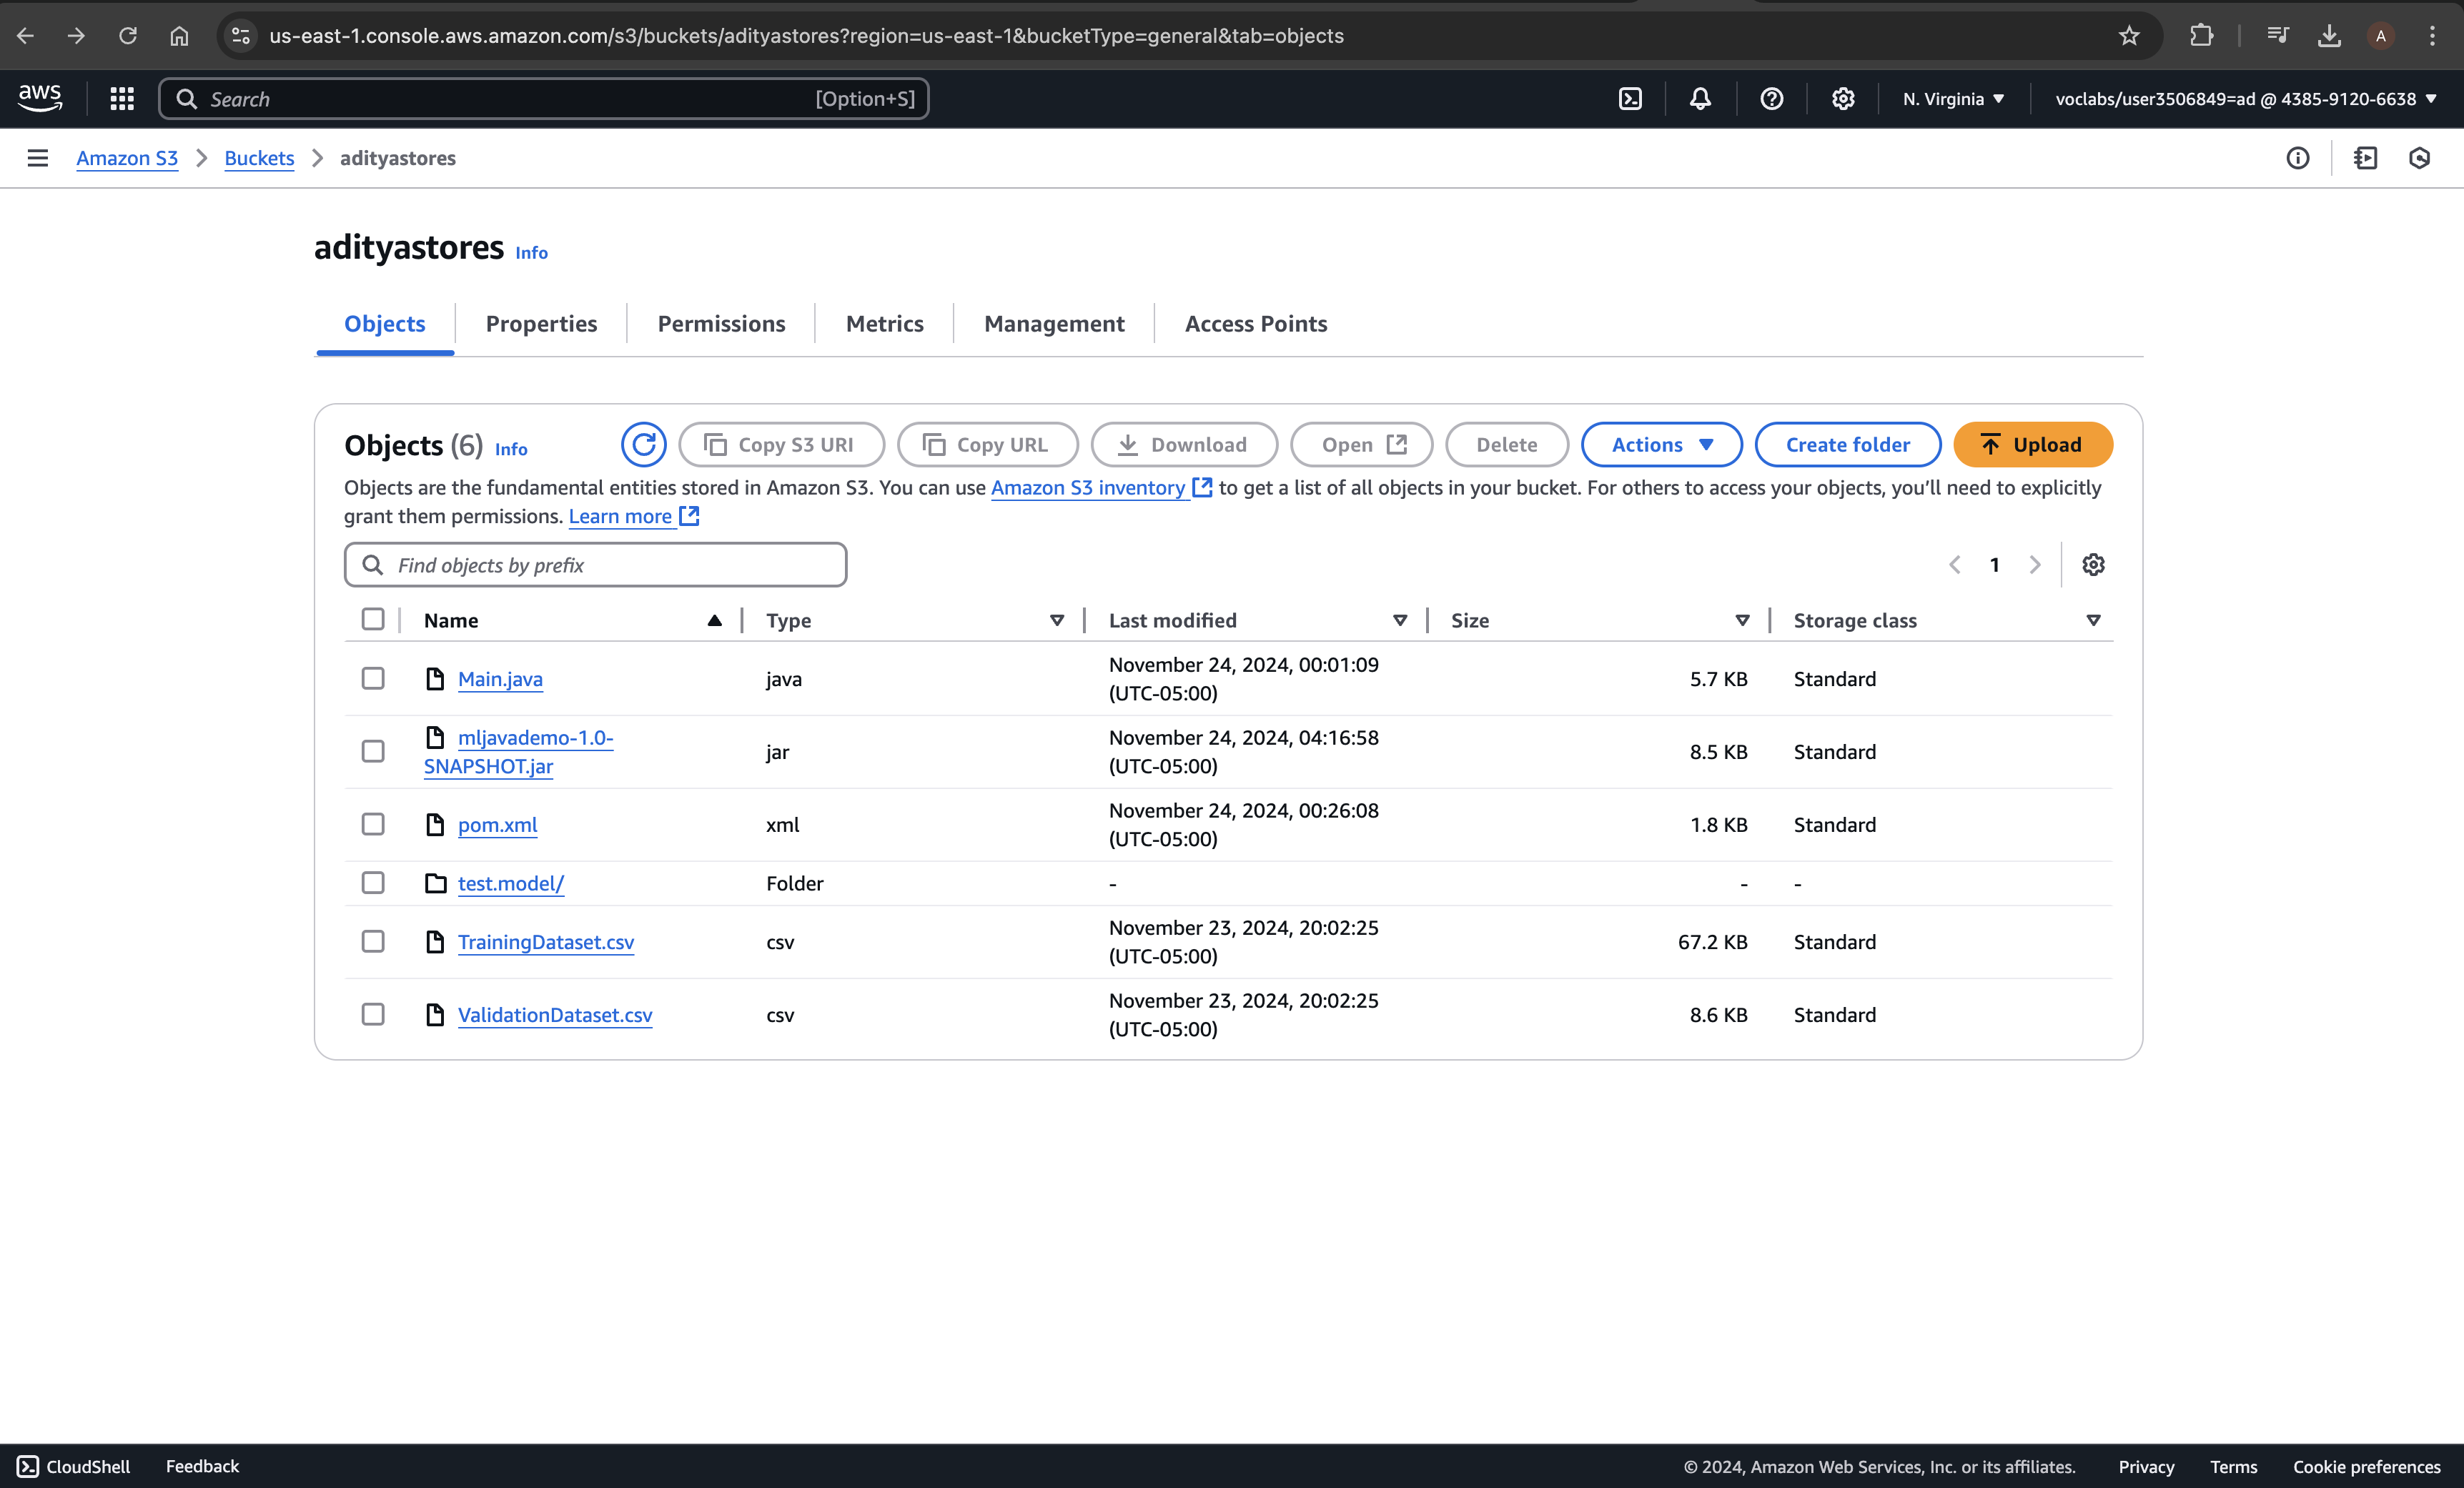 us-east-1.console.aws.amazon.com/s3/buckets/adityastores?region=us-east-1&bucketType=general&tab=objects
A
aws
Search
[Option+S]
N. Virginia
voclabs/user3506849=ad @ 4385-9120-6638
Amazon S3
Buckets
adityastores
adityastores Info
Objects
Properties
Permissions
Metrics
Management
Access Points
Objects (6) Info
Copy S3 URI
Copy URL
Download
Open
Delete
Actions
Create folder
Upload
Objects are the fundamental entities stored in Amazon S3. You can use Amazon S3 inventory to get a list of all objects in your bucket. For others to access your objects, you’ll need to explicitly
grant them permissions. Learn more
Find objects by prefix
1
Name
Type
Last modified
Size
Storage class
Main.java
java
November 24, 2024, 00:01:09
(UTC-05:00)
5.7 KB
Standard
mljavademo-1.0-
SNAPSHOT.jar
jar
November 24, 2024, 04:16:58
(UTC-05:00)
8.5 KB
Standard
pom.xml
xml
November 24, 2024, 00:26:08
(UTC-05:00)
1.8 KB
Standard
test.model/
Folder
-
-
-
TrainingDataset.csv
csv
November 23, 2024, 20:02:25
(UTC-05:00)
67.2 KB
Standard
ValidationDataset.csv
csv
November 23, 2024, 20:02:25
(UTC-05:00)
8.6 KB
Standard
CloudShell
Feedback
© 2024, Amazon Web Services, Inc. or its affiliates.
Privacy
Terms
Cookie preferences